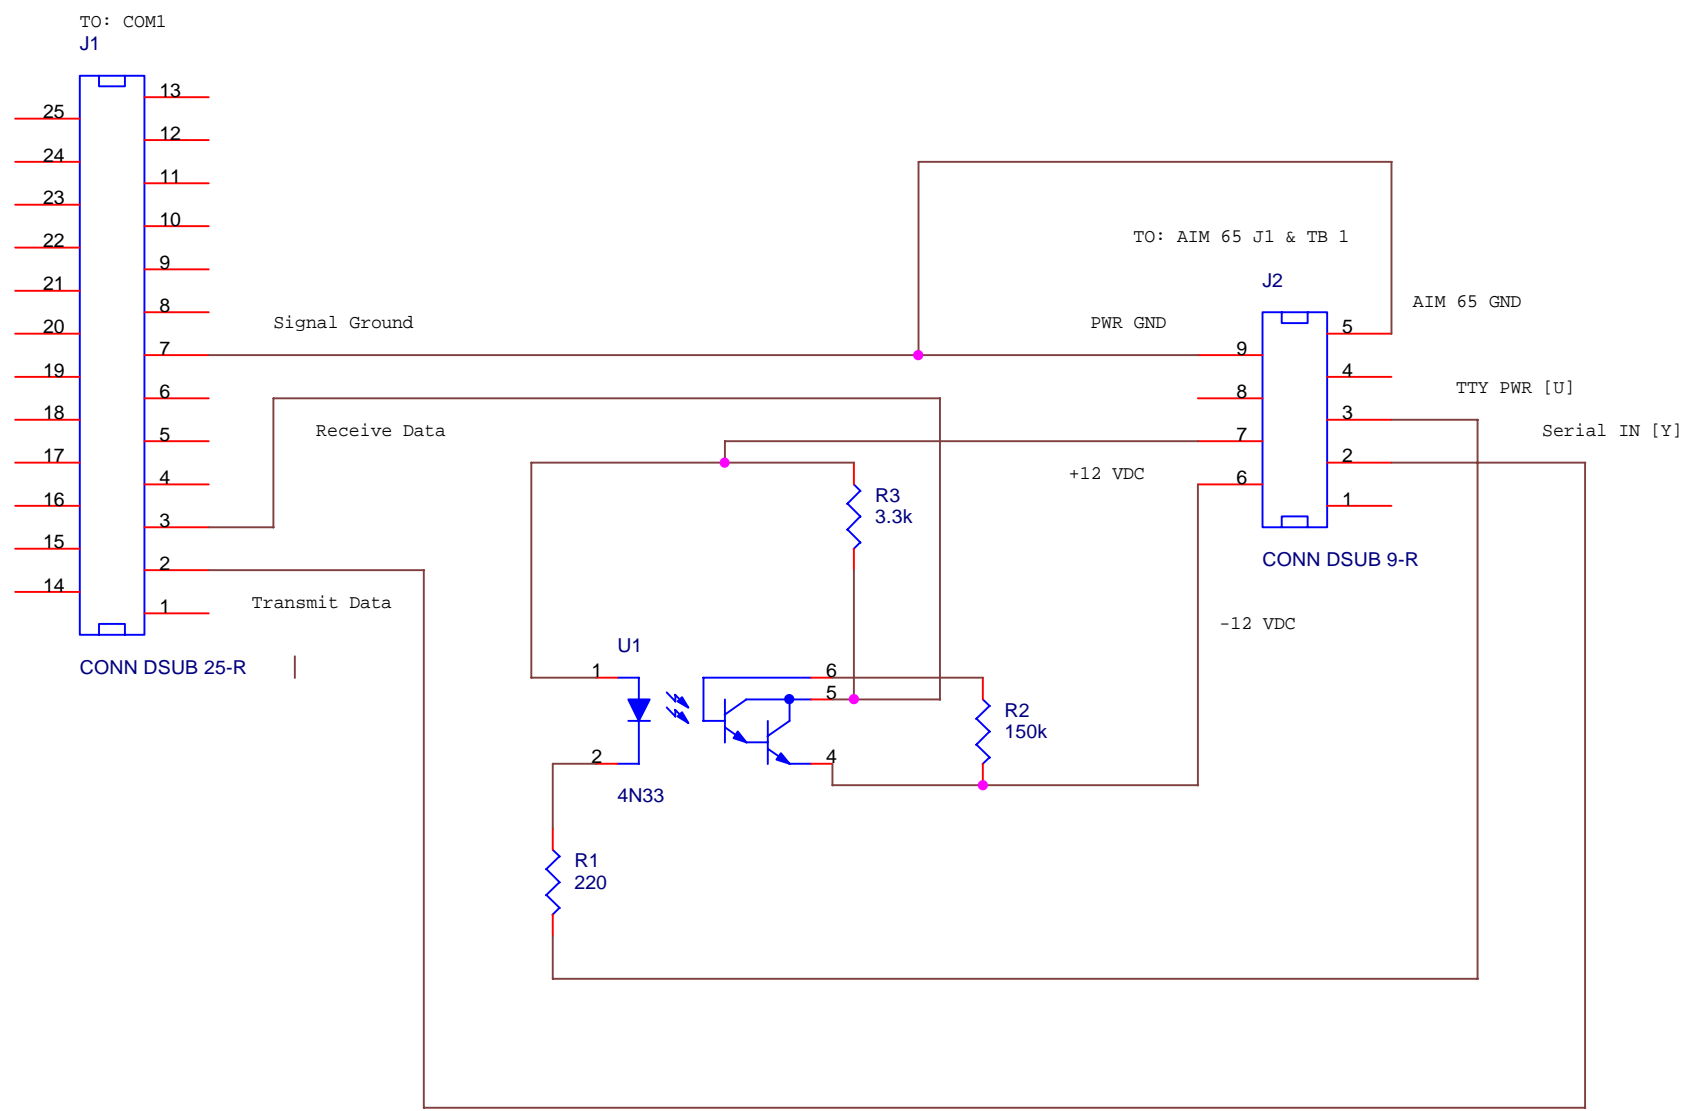 TO: COM1
J1
13
25
12
24
11
23
10
22
9
21
8
20
7
19
6
18
5
17
4
16
3
15
2
14
1
CONN DSUB 25-R
Signal Ground
Receive Data
Transmit Data
TO: AIM 65 J1 & TB 1
J2
AIM 65 GND
PWR GND
5
9
4
8
TTY PWR [U]
3
7
Serial IN [Y]
2
6
1
+12 VDC
CONN DSUB 9-R
-12 VDC
R3
3.3k
U1
1
6
5
2
4
4N33
R2
150k
R1
220